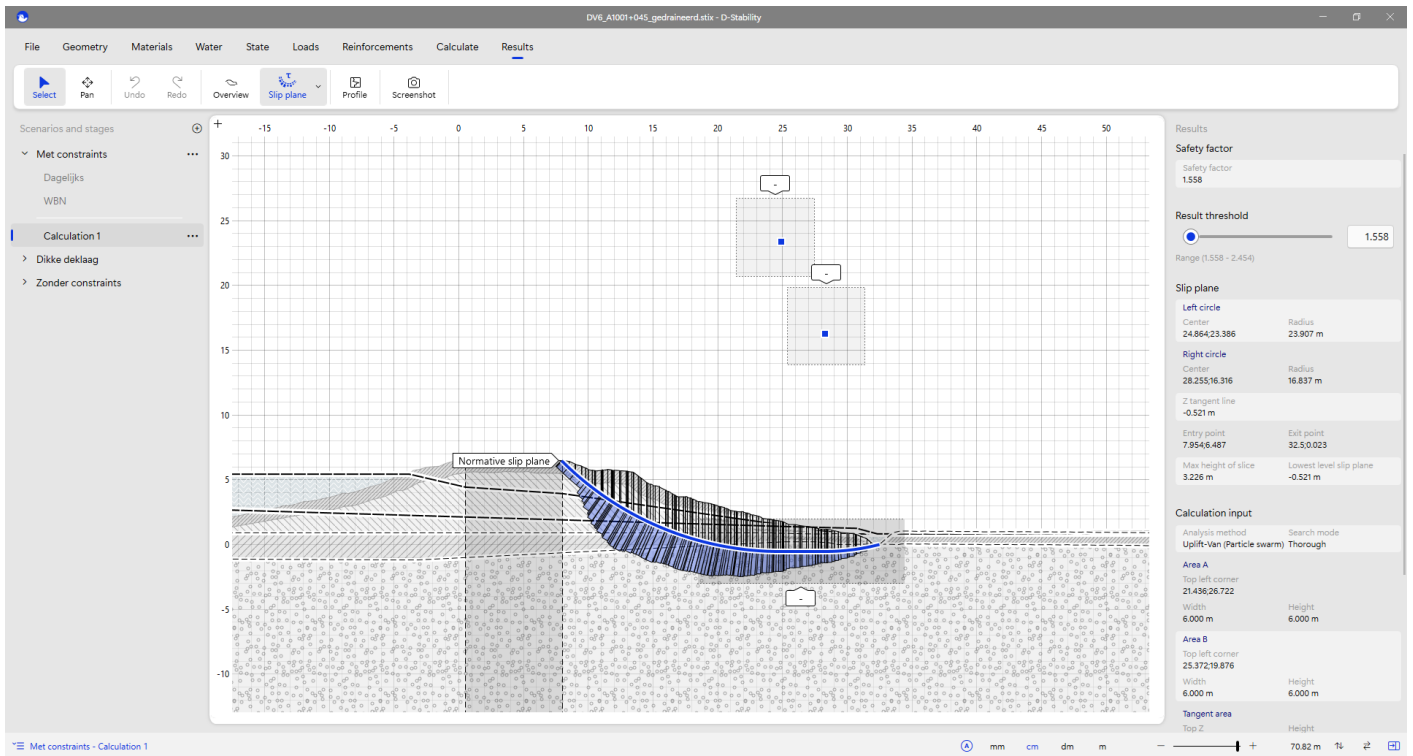 DV6_A1001+045_gedraineerd.stix - D-Stability
File Geometry Materials Water State Loads Reinforcements Calculate Results
Select Pan Undo Redo Overview Slip plane Profile Screenshot
Scenarios and stages
Met constraints
Dagelijks
WBN
Calculation 1
Dikke deklaag
Zonder constraints
-15 -10 -5 0 5 10 15 20 25 30 35 40 45 50
30
25
20
15
10
5
0
-5
-10
-
-
Normative slip plane
-
Results
Safety factor
Safety factor
1.558
Result threshold
1.558
Range (1.558 - 2.454)
Slip plane
Left circle
Center Radius
24.864;23.386 23.907 m
Right circle
Center Radius
28.255;16.316 16.837 m
Z tangent line
-0.521 m
Entry point Exit point
7.954;6.487 32.5;0.023
Max height of slice Lowest level slip plane
3.226 m -0.521 m
Calculation input
Analysis method Search mode
Uplift-Van (Particle swarm) Thorough
Area A
Top left corner
21.436;26.722
Width Height
6.000 m 6.000 m
Area B
Top left corner
25.372;19.876
Width Height
6.000 m 6.000 m
Tangent area
Top Z Height
Met constraints - Calculation 1
A mm cm dm m 70.82 m